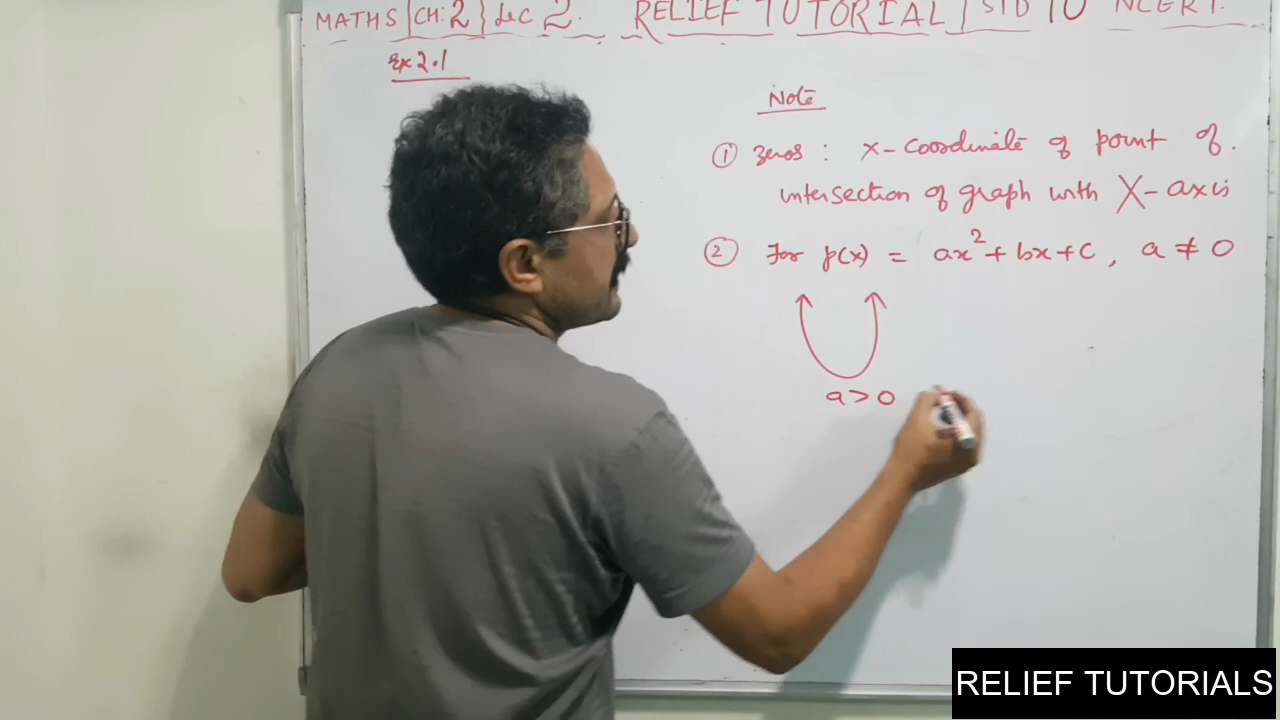 MATHS | CH: 2 | Lec 2. RELIEF TUTORIAL | STD 10 NCERT.
Ex 2.1
Note
① Zeros : X-coordinate of point of.
intersection of graph with X-axis
② For p(x) = ax²+bx+c, a ≠ 0
a > 0
RELIEF TUTORIALS